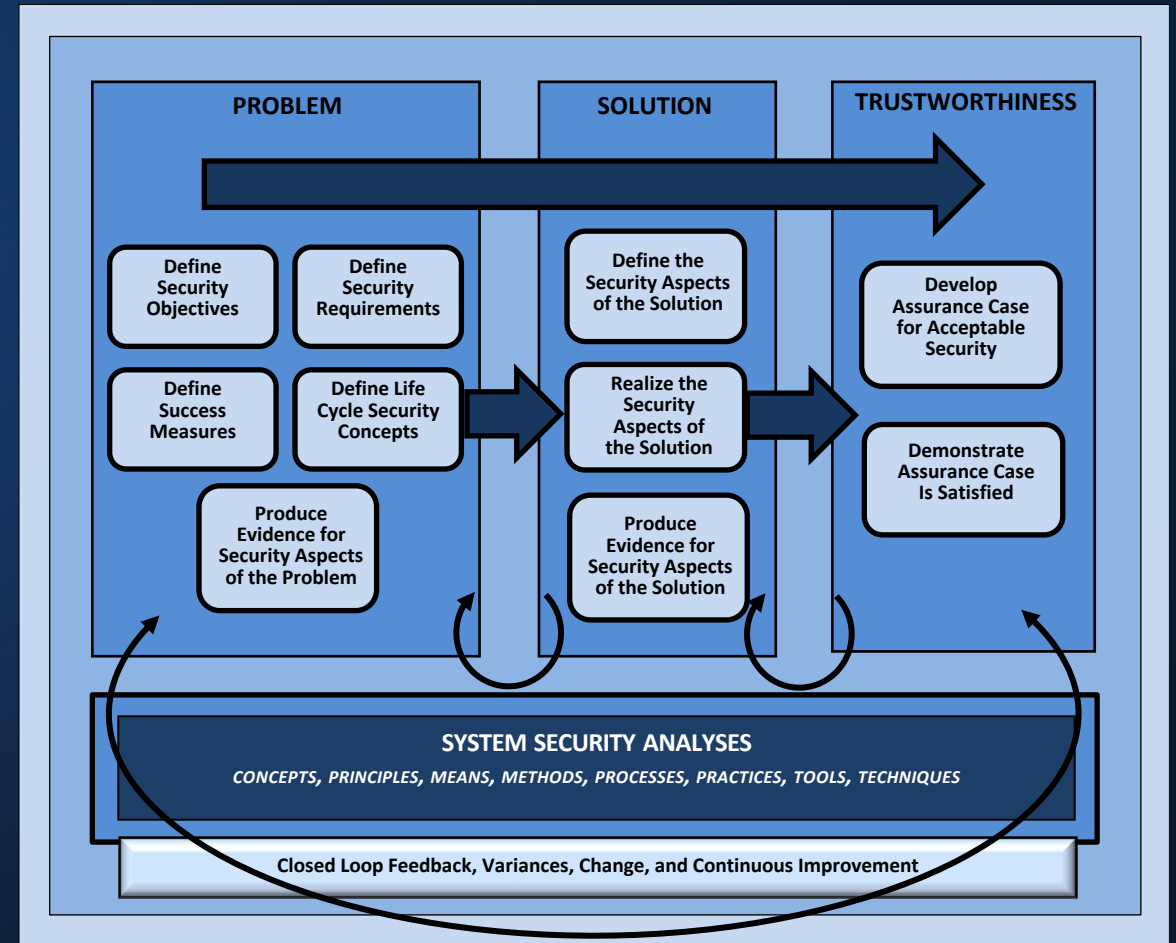 PROBLEM
Define
Security
Objectives
Define
Security
Requirements
Define
Success
Measures
Define Life
Cycle Security
Concepts
Produce
Evidence for
Security Aspects
of the Problem
SOLUTION
Define the
Security Aspects
of the Solution
Realize the
Security
Aspects of
the Solution
Produce
Evidence for
Security Aspects
of the Solution
TRUSTWORTHINESS
Develop
Assurance Case
for Acceptable
Security
Demonstrate
Assurance Case
Is Satisfied
SYSTEM SECURITY ANALYSES
CONCEPTS, PRINCIPLES, MEANS, METHODS, PROCESSES, PRACTICES, TOOLS, TECHNIQUES
Closed Loop Feedback, Variances, Change, and Continuous Improvement